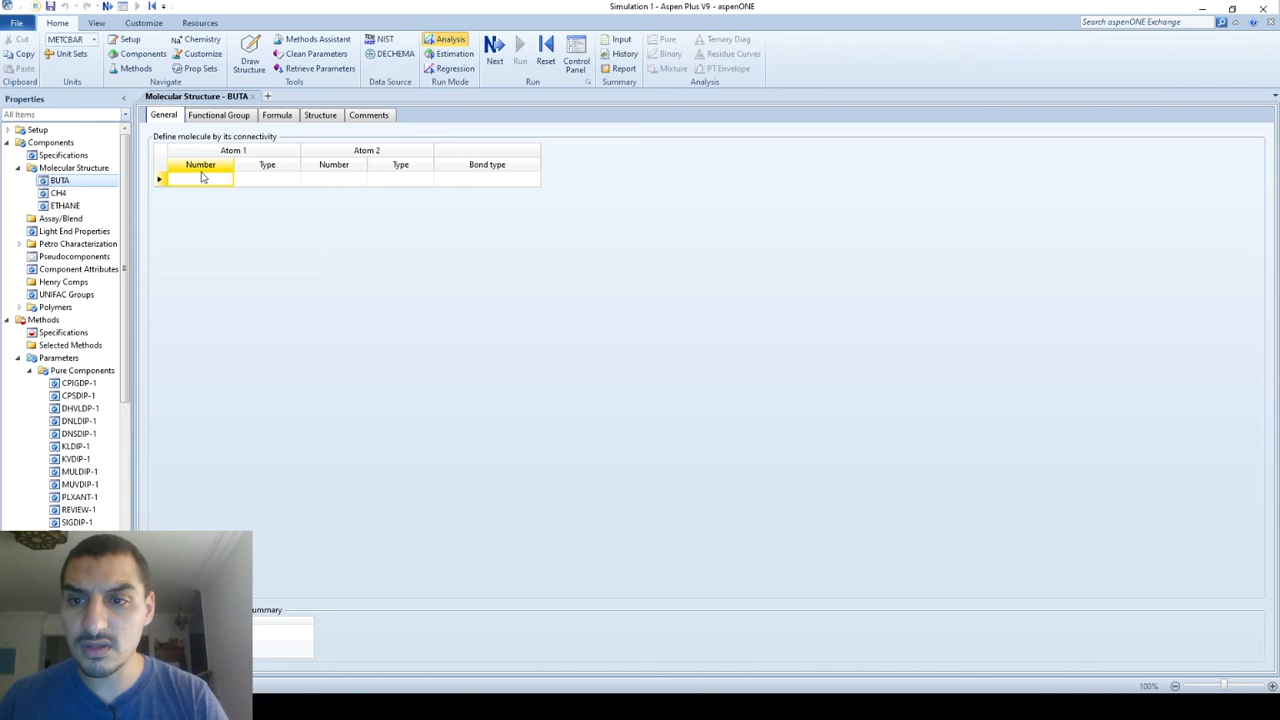 Simulation 1 - Aspen Plus V9 - aspenONE
File Home View Customize Resources
Search aspenONE Exchange
Cut
Copy
Paste
Clipboard
METCBAR
Unit Sets
Units
Setup
Components
Methods
Chemistry
Customize
Prop Sets
Navigate
Draw
Structure
Methods Assistant
Clean Parameters
Retrieve Parameters
Tools
NIST
DECHEMA
Data Source
Analysis
Estimation
Regression
Run Mode
Next
Run
Reset
Control
Panel
Run
Input
History
Report
Summary
Pure
Binary
Mixture
Ternary Diag
Residue Curves
PT Envelope
Analysis
Properties
All Items
Setup
Components
Specifications
Molecular Structure
BUTA
CH4
ETHANE
Assay/Blend
Light End Properties
Petro Characterization
Pseudocomponents
Component Attributes
Henry Comps
UNIFAC Groups
Polymers
Methods
Specifications
Selected Methods
Parameters
Pure Components
CPIGDP-1
CPSDIP-1
DHVLDP-1
DNLDIP-1
DNSDIP-1
KLDIP-1
KVDIP-1
MULDIP-1
MUVDIP-1
PLXANT-1
REVIEW-1
SIGDIP-1
Molecular Structure - BUTA
General Functional Group Formula Structure Comments
Define molecule by its connectivity
Atom 1 Atom 2
Number Type Number Type Bond type
ummary
100%